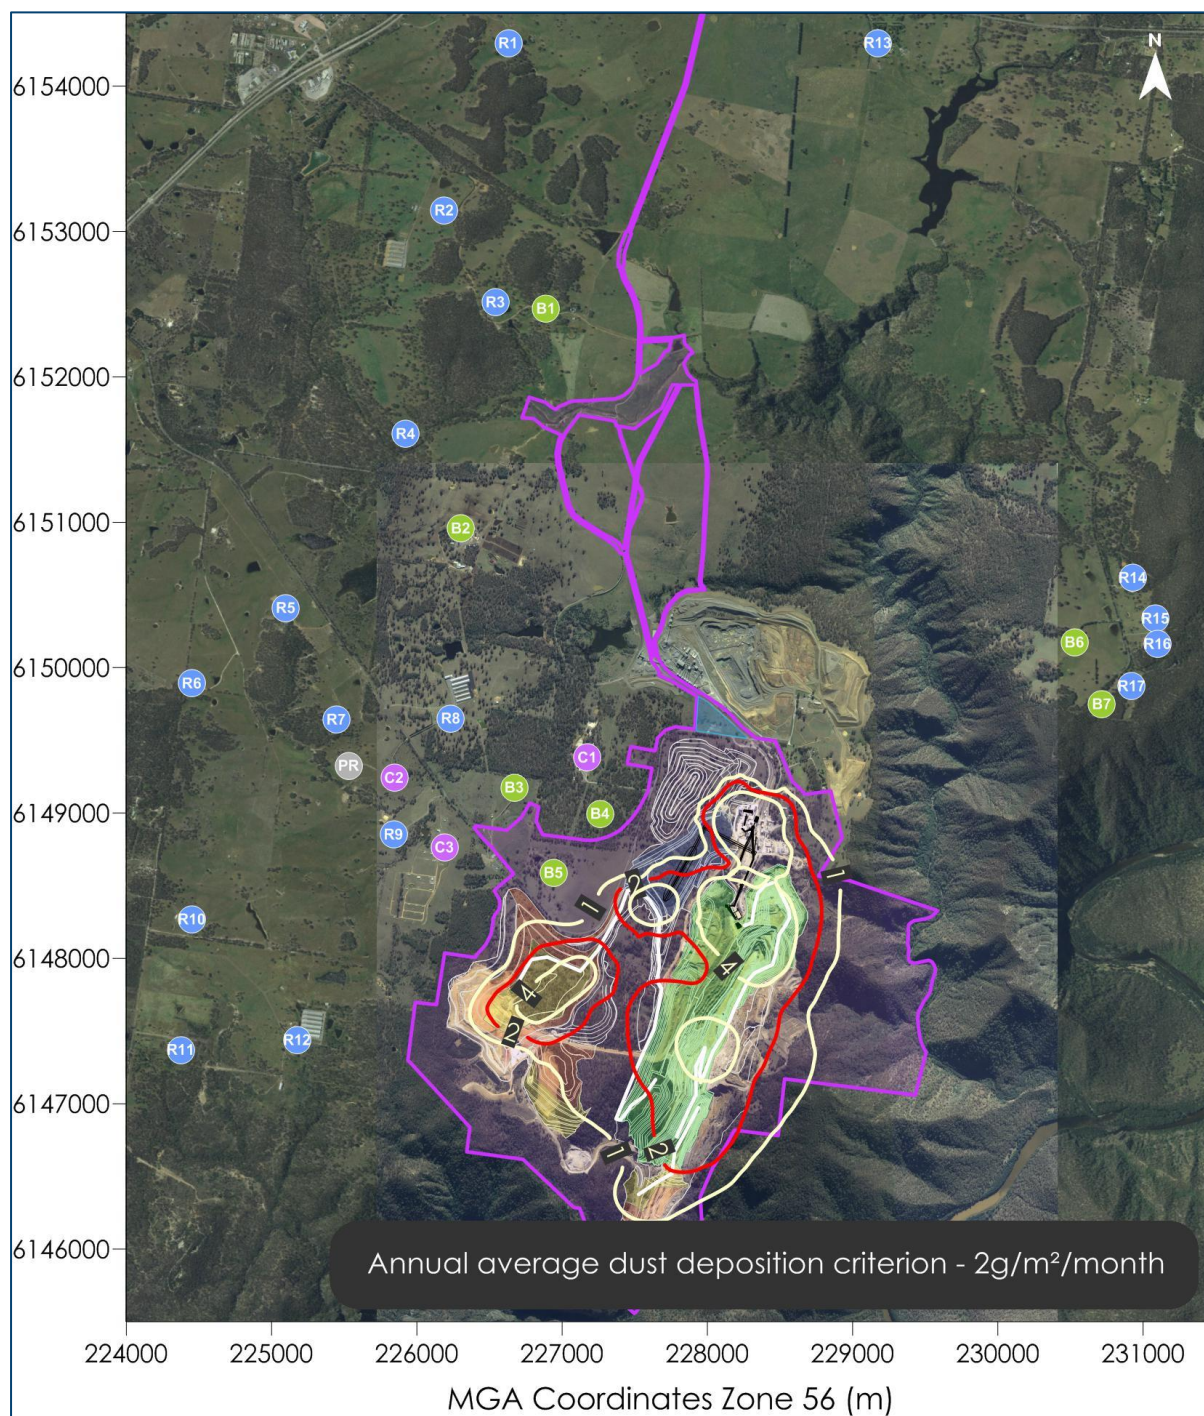 N
R1
R13
6154000
R2
6153000
R3
B1
6152000
R4
6151000
B2
R14
R5
R15
B6
R16
6150000
R6
R17
B7
R7
R8
C1
PR
C2
B3
6149000
B4
R9
C3
1
B5
2
1
R10
6148000
4
4
2
R12
R11
6147000
1
2
6146000
Annual average dust deposition criterion - 2g/m²/month
224000 225000 226000 227000 228000 229000 230000 231000
MGA Coordinates Zone 56 (m)